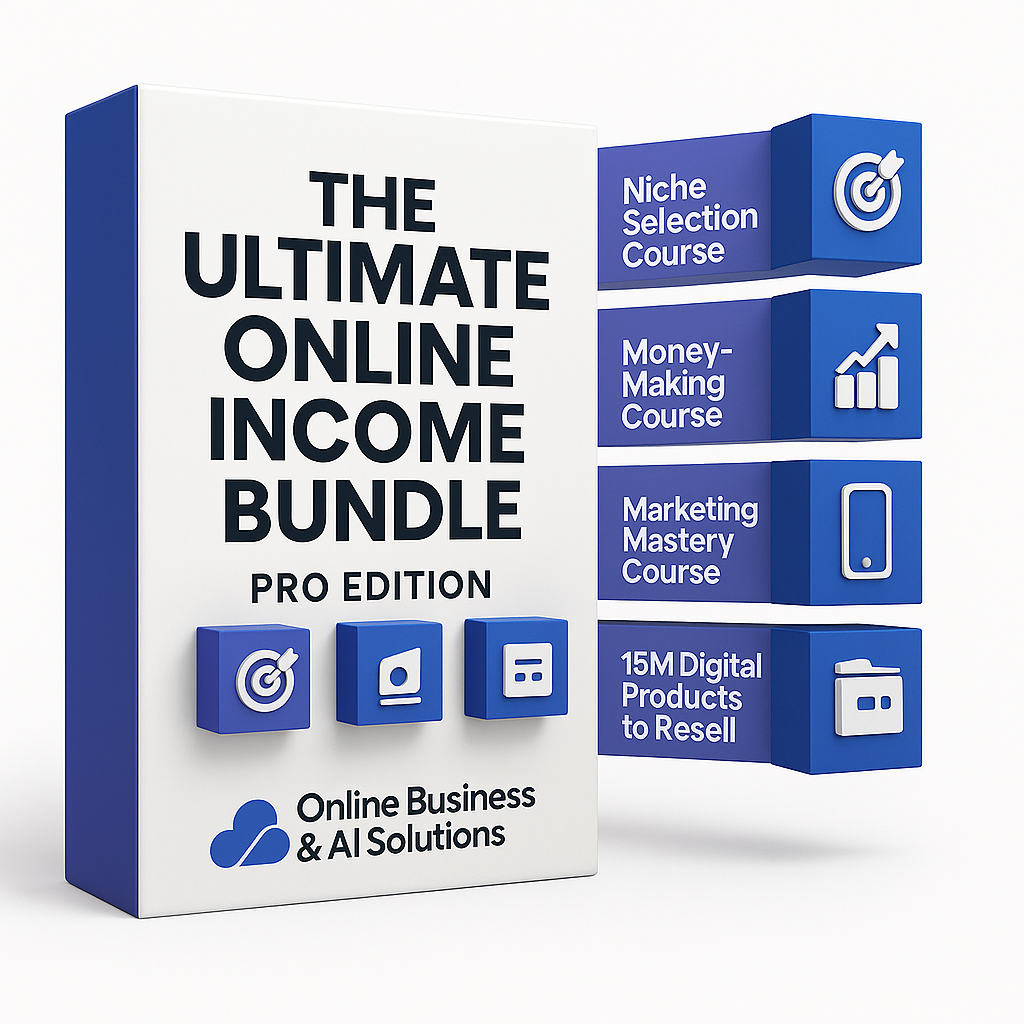 THE
ULTIMATE
ONLINE
INCOME
BUNDLE
PRO EDITION
Online Business
& AI Solutions
Niche
Selection
Course
Money-
Making
Course
Marketing
Mastery
Course
15M Digital
Products
to Resell